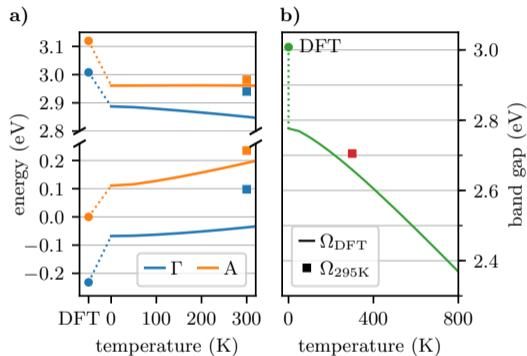 a)
3.1
3.0
2.9
2.8
0.2
0.1
0.0
−0.1
−0.2
energy (eV)
Γ A
DFT 0 100 200 300
temperature (K)
b)
DFT
3.0
2.8
2.6
2.4
band gap (eV)
Ω_DFT
Ω_295K
0 400 800
temperature (K)